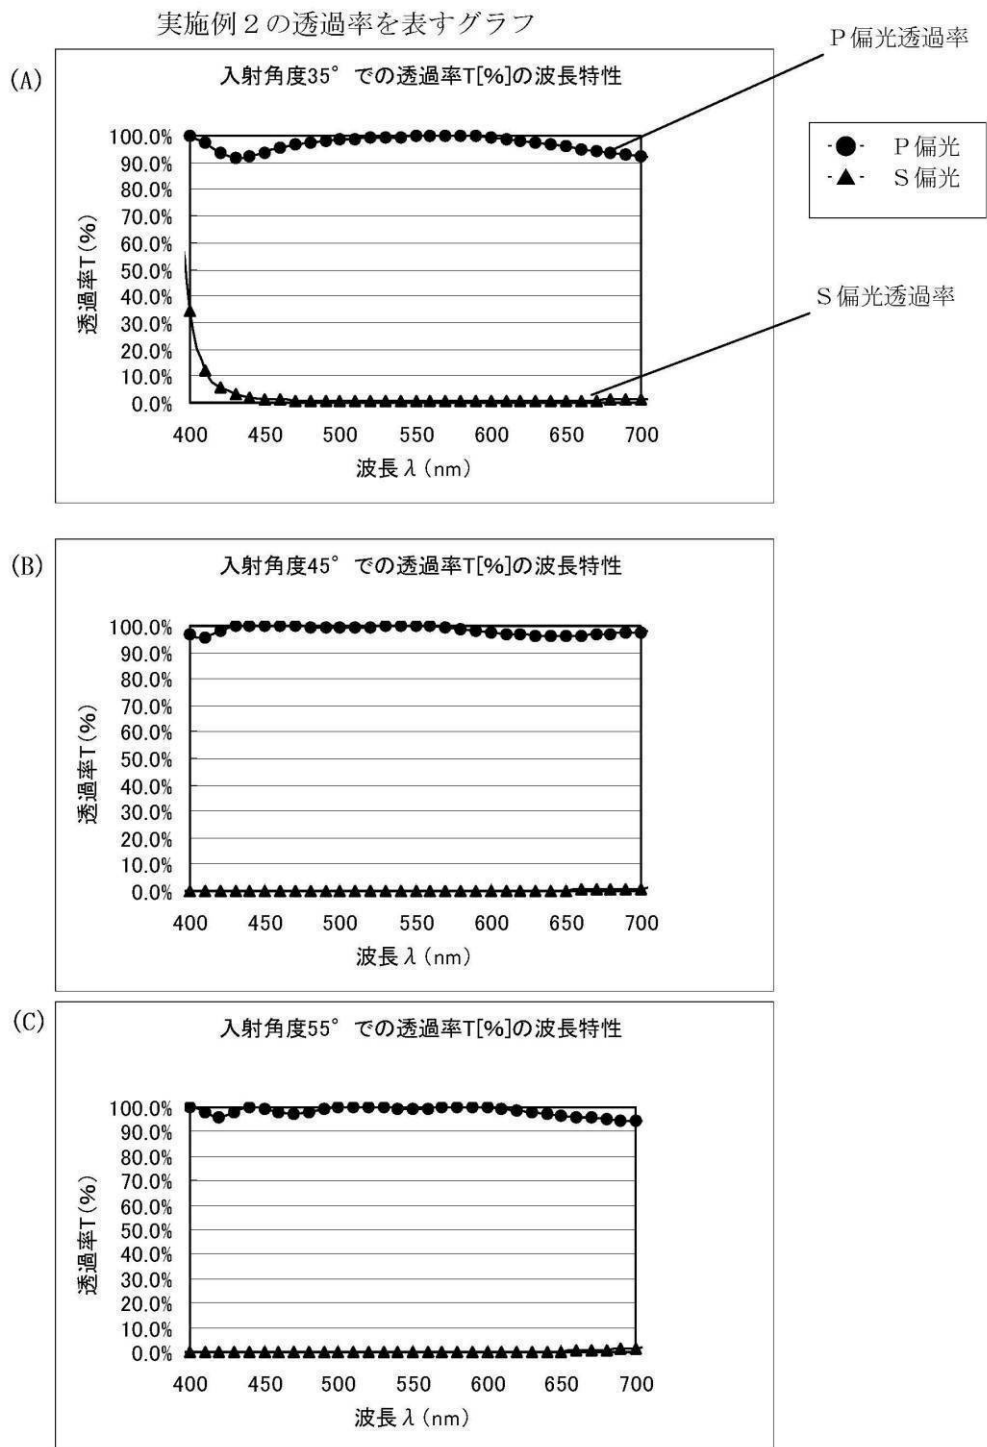 実施例２の透過率を表すグラフ
(A)
入射角度35°での透過率T[%]の波長特性
Ｐ偏光透過率
Ｐ偏光
Ｓ偏光
Ｓ偏光透過率
透過率T(%)
100.0%
90.0%
80.0%
70.0%
60.0%
50.0%
40.0%
30.0%
20.0%
10.0%
0.0%
400 450 500 550 600 650 700
波長λ(nm)
(B)
入射角度45°での透過率T[%]の波長特性
透過率T(%)
100.0%
90.0%
80.0%
70.0%
60.0%
50.0%
40.0%
30.0%
20.0%
10.0%
0.0%
400 450 500 550 600 650 700
波長λ(nm)
(C)
入射角度55°での透過率T[%]の波長特性
透過率T(%)
100.0%
90.0%
80.0%
70.0%
60.0%
50.0%
40.0%
30.0%
20.0%
10.0%
0.0%
400 450 500 550 600 650 700
波長λ(nm)